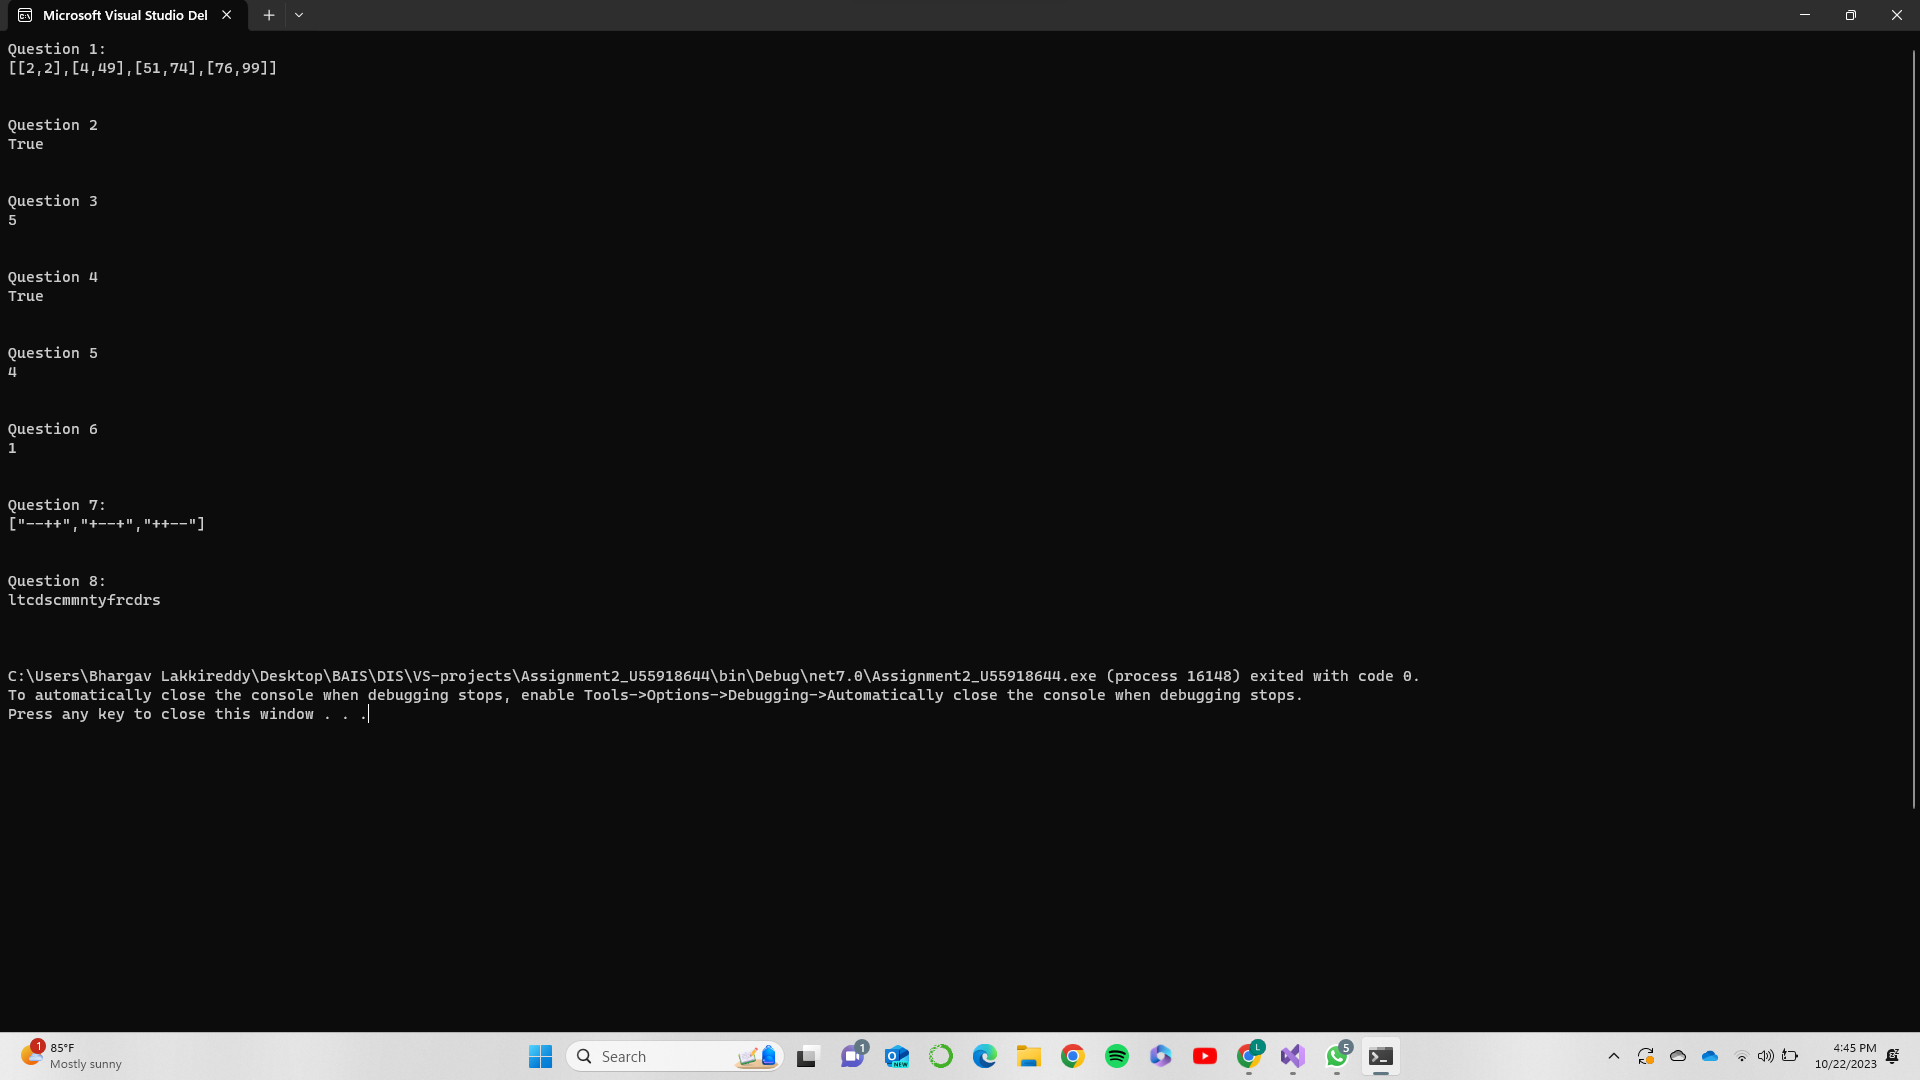 Microsoft Visual Studio Del
Question 1:
[[2,2],[4,49],[51,74],[76,99]]
Question 2
True
Question 3
5
Question 4
True
Question 5
4
Question 6
1
Question 7:
["--++","+--+","++--"]
Question 8:
ltcdscmmntyfrcdrs
C:\Users\Bhargav Lakkireddy\Desktop\BAIS\DIS\VS-projects\Assignment2_U55918644\bin\Debug\net7.0\Assignment2_U55918644.exe (process 16148) exited with code 0.
To automatically close the console when debugging stops, enable Tools->Options->Debugging->Automatically close the console when debugging stops.
Press any key to close this window . . .
1
85°F
Mostly sunny
Search
1
NEW
L
5
4:45 PM
10/22/2023